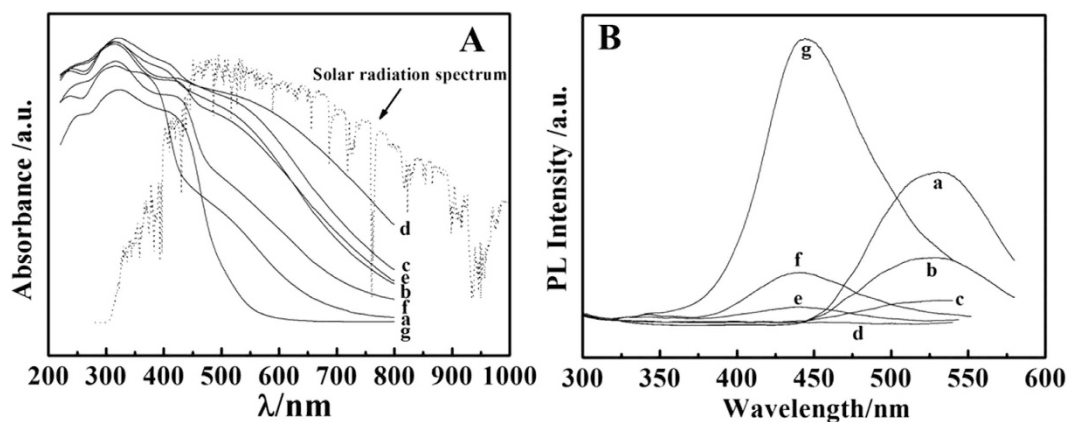 A
Solar radiation spectrum
d
c
e
b
f
a
g
Absorbance /a.u.
200 300 400 500 600 700 800 900 1000
λ/nm
B
g
a
f
b
e
c
d
PL Intensity /a.u.
300 350 400 450 500 550 600
Wavelength/nm